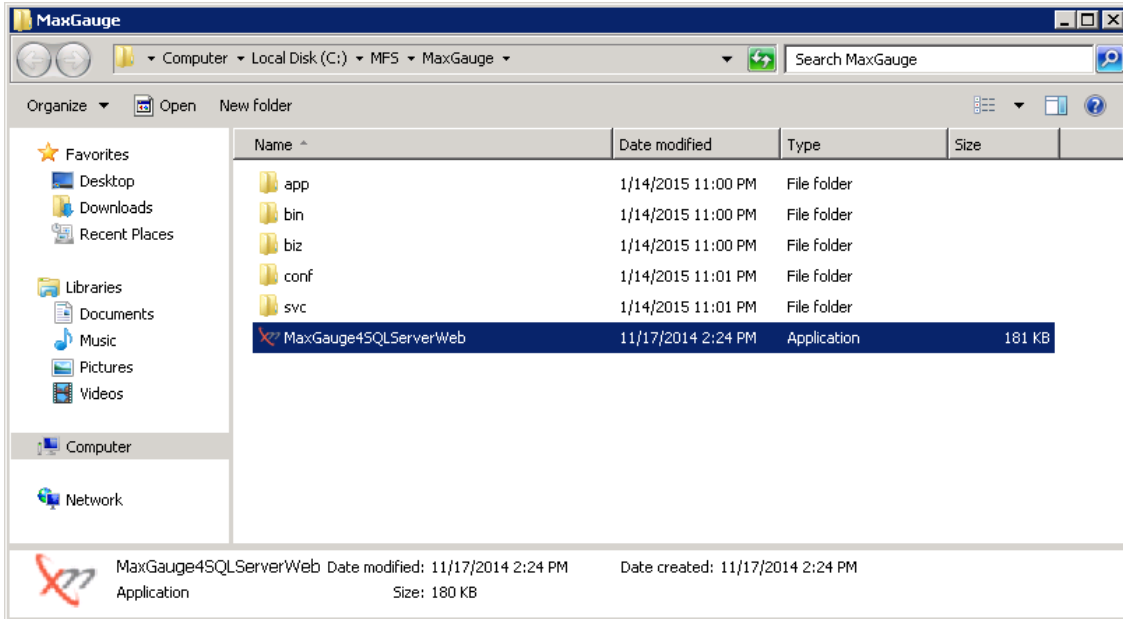 MaxGauge
Computer Local Disk (C:) MFS MaxGauge Search MaxGauge
Organize Open New folder
Name Date modified Type Size
Favorites
Desktop
Downloads
Recent Places
Libraries
Documents
Music
Pictures
Videos
Computer
Network
app 1/14/2015 11:00 PM File folder
bin 1/14/2015 11:00 PM File folder
biz 1/14/2015 11:00 PM File folder
conf 1/14/2015 11:01 PM File folder
svc 1/14/2015 11:01 PM File folder
MaxGauge4SQLServerWeb 11/17/2014 2:24 PM Application 181 KB
MaxGauge4SQLServerWeb Date modified: 11/17/2014 2:24 PM Date created: 11/17/2014 2:24 PM
Application Size: 180 KB